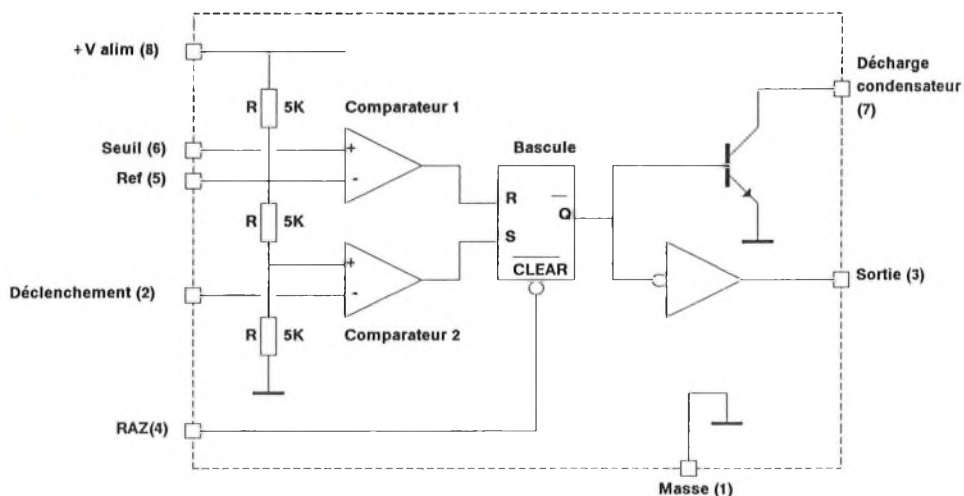 +V alim (8)
Décharge
condensateur
(7)
R 5K
Comparateur 1
Seuil (6)
+
Bascule
Ref (5)
-
R
Q
R 5K
S
+
CLEAR
Sortie (3)
Déclenchement (2)
-
R 5K
Comparateur 2
RAZ(4)
Masse (1)